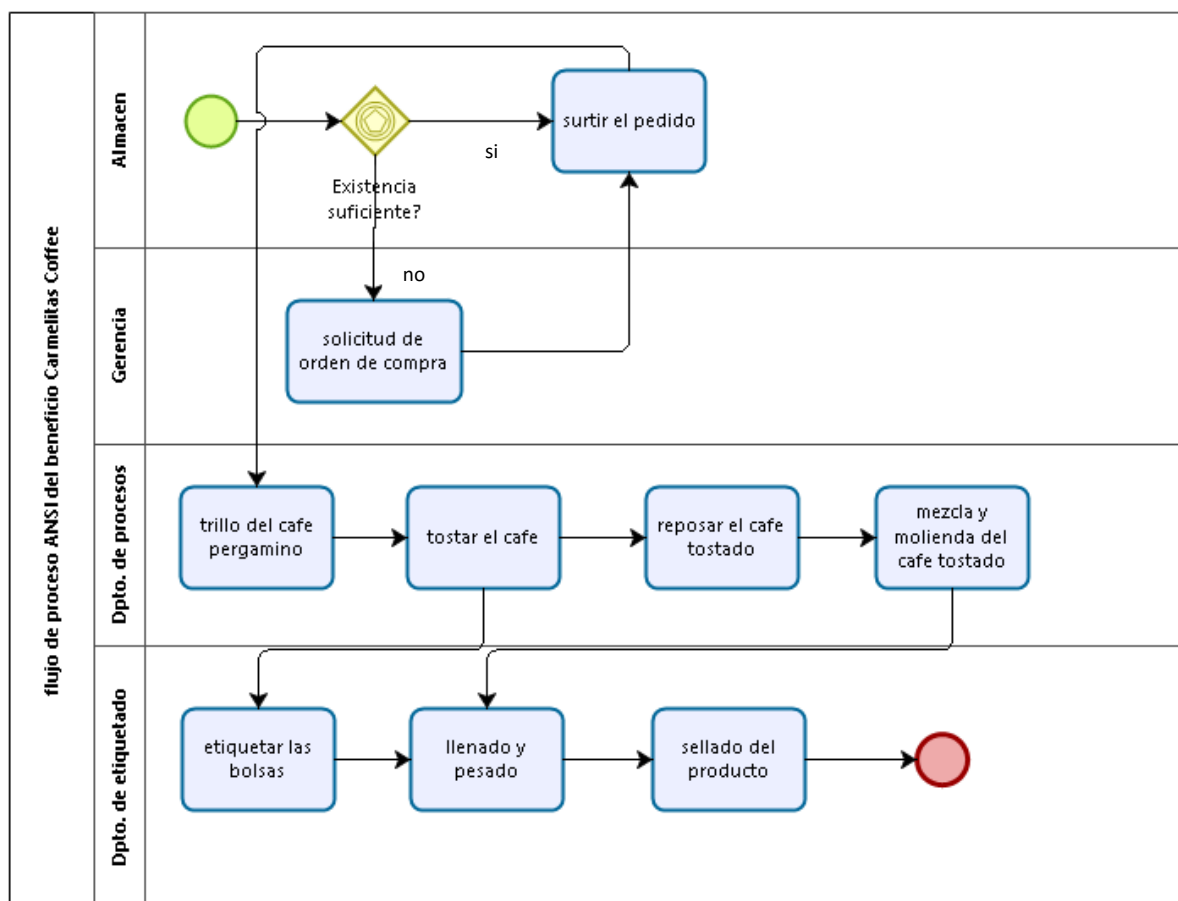 flujo de proceso ANSI del beneficio Carmelitas Coffee
Almacen
surtir el pedido
si
Existencia
suficiente?
Gerencia
no
solicitud de
orden de compra
Dpto. de procesos
trillo del cafe
pergamino
tostar el cafe
reposar el cafe
tostado
mezcla y
molienda del
cafe tostado
Dpto. de etiquetado
etiquetar las
bolsas
llenado y
pesado
sellado del
producto